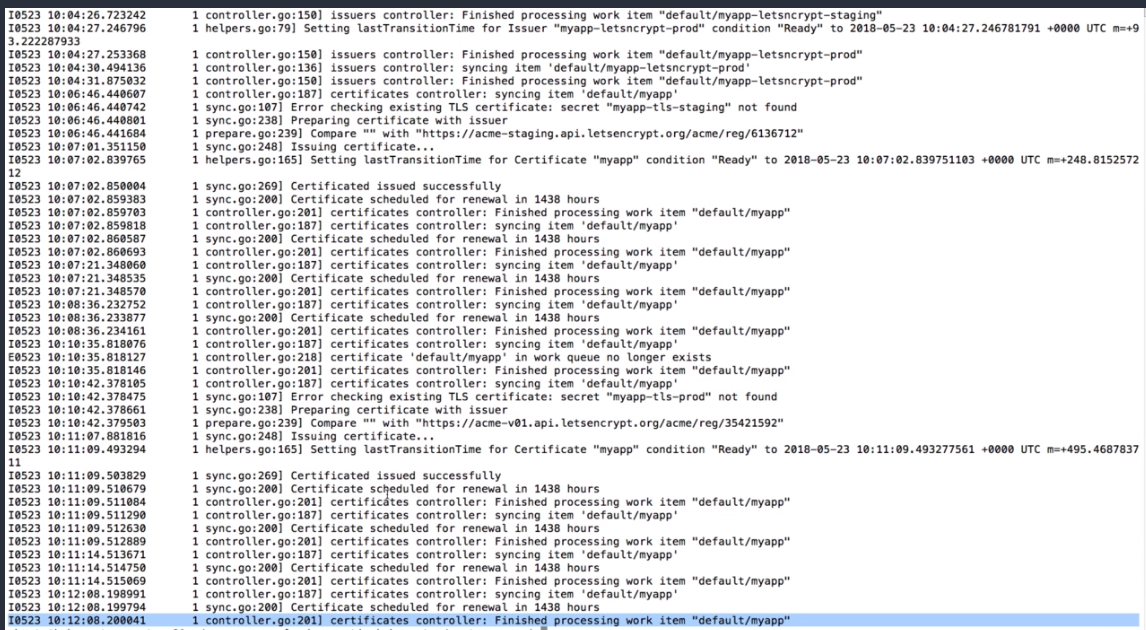 I0523 10:04:26.723242 1 controller.go:150] issuers controller: Finished processing work item "default/myapp-letsncrypt-staging"
I0523 10:04:27.246796 1 helpers.go:79] Setting lastTransitionTime for Issuer "myapp-letsncrypt-prod" condition "Ready" to 2018-05-23 10:04:27.246781791 +0000 UTC m=+9
3.222287933
I0523 10:04:27.253368 1 controller.go:150] issuers controller: Finished processing work item "default/myapp-letsncrypt-prod"
I0523 10:04:30.494136 1 controller.go:136] issuers controller: syncing item 'default/myapp-letsncrypt-prod'
I0523 10:04:31.875032 1 controller.go:150] issuers controller: Finished processing work item "default/myapp-letsncrypt-prod"
I0523 10:06:46.440607 1 controller.go:187] certificates controller: syncing item 'default/myapp'
I0523 10:06:46.440742 1 sync.go:107] Error checking existing TLS certificate: secret "myapp-tls-staging" not found
I0523 10:06:46.440801 1 sync.go:238] Preparing certificate with issuer
I0523 10:06:46.441684 1 prepare.go:239] Compare "" with "https://acme-staging.api.letsencrypt.org/acme/reg/6136712"
I0523 10:07:01.351150 1 sync.go:248] Issuing certificate...
I0523 10:07:02.839765 1 helpers.go:165] Setting lastTransitionTime for Certificate "myapp" condition "Ready" to 2018-05-23 10:07:02.839751103 +0000 UTC m=+248.8152572
12
I0523 10:07:02.850004 1 sync.go:269] Certificated issued successfully
I0523 10:07:02.859383 1 sync.go:200] Certificate scheduled for renewal in 1438 hours
I0523 10:07:02.859703 1 controller.go:201] certificates controller: Finished processing work item "default/myapp"
I0523 10:07:02.859818 1 controller.go:187] certificates controller: syncing item 'default/myapp'
I0523 10:07:02.860587 1 sync.go:200] Certificate scheduled for renewal in 1438 hours
I0523 10:07:02.860693 1 controller.go:201] certificates controller: Finished processing work item "default/myapp"
I0523 10:07:21.348060 1 controller.go:187] certificates controller: syncing item 'default/myapp'
I0523 10:07:21.348535 1 sync.go:200] Certificate scheduled for renewal in 1438 hours
I0523 10:07:21.348570 1 controller.go:201] certificates controller: Finished processing work item "default/myapp"
I0523 10:08:36.232752 1 controller.go:187] certificates controller: syncing item 'default/myapp'
I0523 10:08:36.233877 1 sync.go:200] Certificate scheduled for renewal in 1438 hours
I0523 10:08:36.234161 1 controller.go:201] certificates controller: Finished processing work item "default/myapp"
I0523 10:10:35.818076 1 controller.go:187] certificates controller: syncing item 'default/myapp'
E0523 10:10:35.818127 1 controller.go:218] certificate 'default/myapp' in work queue no longer exists
I0523 10:10:35.818146 1 controller.go:201] certificates controller: Finished processing work item "default/myapp"
I0523 10:10:42.378105 1 controller.go:187] certificates controller: syncing item 'default/myapp'
I0523 10:10:42.378475 1 sync.go:107] Error checking existing TLS certificate: secret "myapp-tls-prod" not found
I0523 10:10:42.378661 1 sync.go:238] Preparing certificate with issuer
I0523 10:10:42.379503 1 prepare.go:239] Compare "" with "https://acme-v01.api.letsencrypt.org/acme/reg/35421592"
I0523 10:11:07.881816 1 sync.go:248] Issuing certificate...
I0523 10:11:09.493294 1 helpers.go:165] Setting lastTransitionTime for Certificate "myapp" condition "Ready" to 2018-05-23 10:11:09.493277561 +0000 UTC m=+495.4687837
11
I0523 10:11:09.503829 1 sync.go:269] Certificated issued successfully
I0523 10:11:09.510679 1 sync.go:200] Certificate scheduled for renewal in 1438 hours
I0523 10:11:09.511084 1 controller.go:201] certificates controller: Finished processing work item "default/myapp"
I0523 10:11:09.511290 1 controller.go:187] certificates controller: syncing item 'default/myapp'
I0523 10:11:09.512630 1 sync.go:200] Certificate scheduled for renewal in 1438 hours
I0523 10:11:09.512889 1 controller.go:201] certificates controller: Finished processing work item "default/myapp"
I0523 10:11:14.513671 1 controller.go:187] certificates controller: syncing item 'default/myapp'
I0523 10:11:14.514750 1 sync.go:200] Certificate scheduled for renewal in 1438 hours
I0523 10:11:14.515069 1 controller.go:201] certificates controller: Finished processing work item "default/myapp"
I0523 10:12:08.198991 1 controller.go:187] certificates controller: syncing item 'default/myapp'
I0523 10:12:08.199794 1 sync.go:200] Certificate scheduled for renewal in 1438 hours
I0523 10:12:08.200041 1 controller.go:201] certificates controller: Finished processing work item "default/myapp"